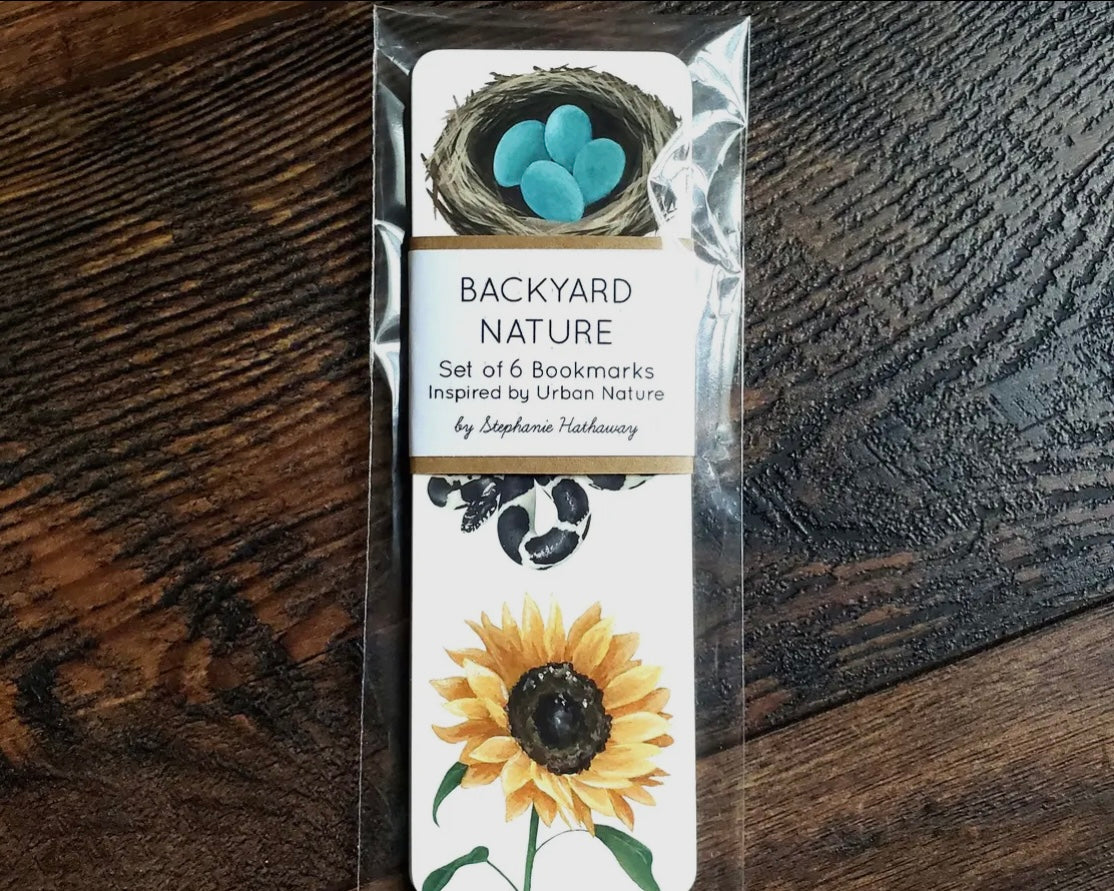 BACKYARD
NATURE
Set of 6 Bookmarks
Inspired by Urban Nature
by Stephanie Hathaway